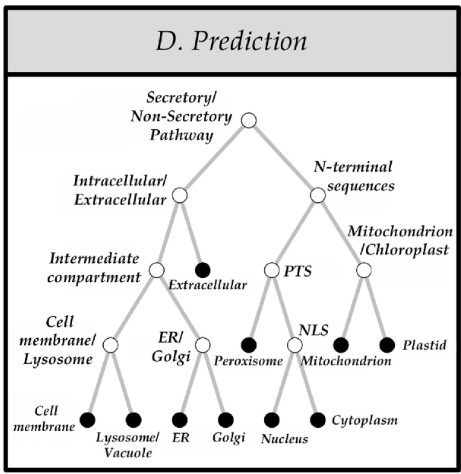 D. Prediction
Secretory/
Non-Secretory
Pathway
Intracellular/
Extracellular
N-terminal
sequences
Intermediate
compartment
Extracellular
PTS
Mitochondrion
/Chloroplast
Cell
membrane/
Lysosome
ER/
Golgi
Peroxisome
NLS
Mitochondrion
Plastid
Cell
membrane
Lysosome/
Vacuole
ER
Golgi
Nucleus
Cytoplasm